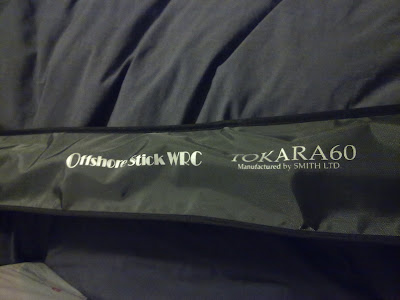 Offshore Stick WRC
TOKARA60
Manufactured by SMITH LTD.